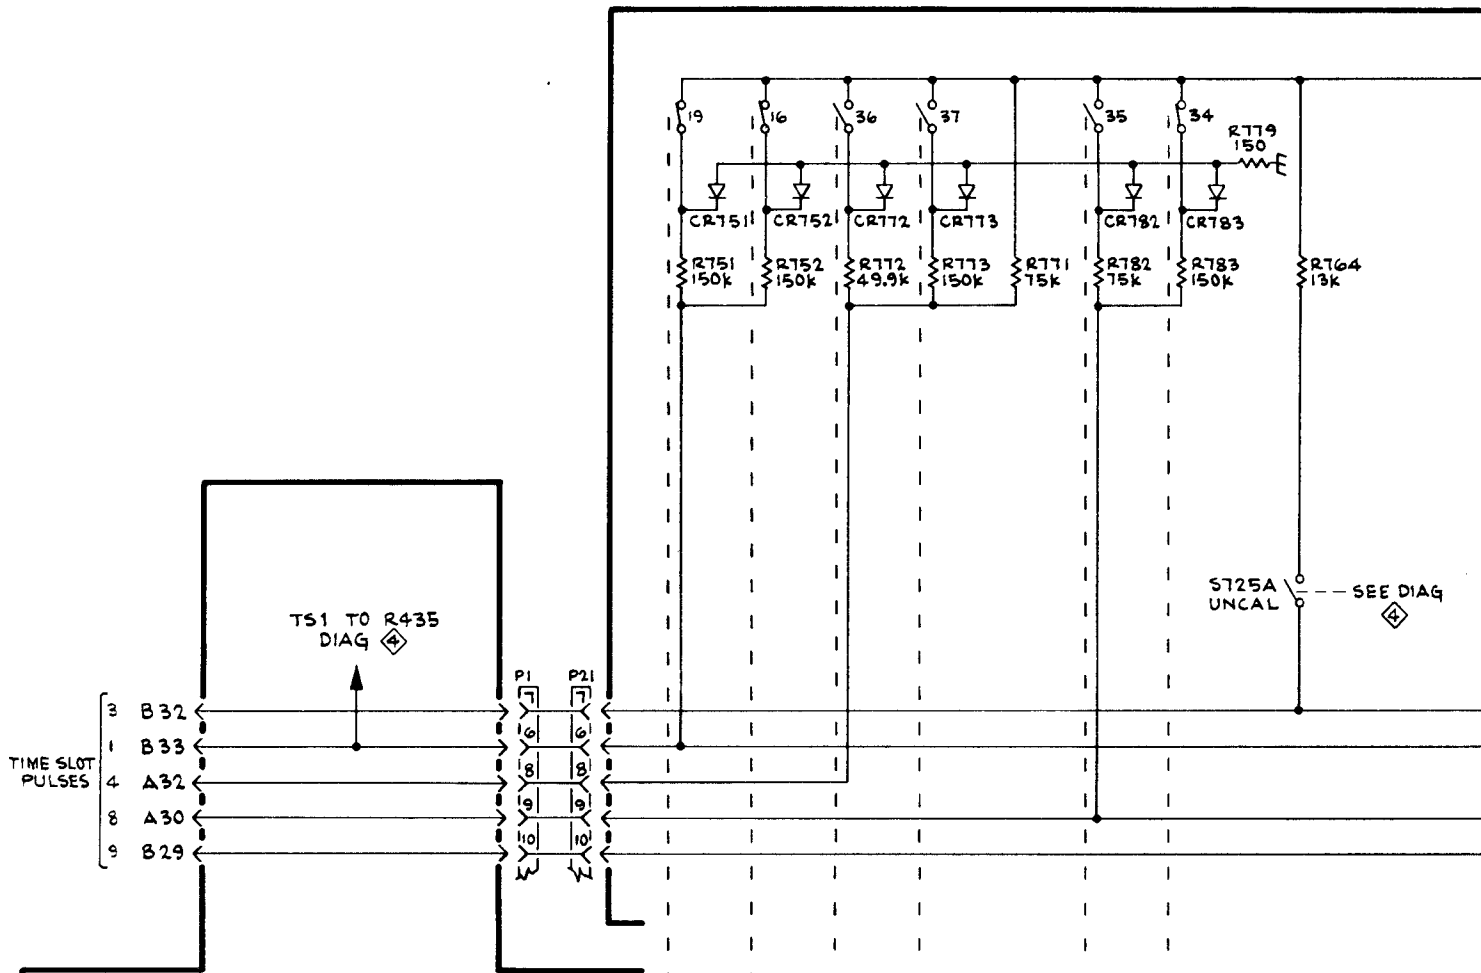 19
16
36
37
35
34
R779
150
CR751
CR752
CR772
CR773
CR782
CR783
R751
150K
R752
150K
R772
49.9K
R773
150K
R771
75K
R782
75K
R783
150K
R764
13K
S725A
UNCAL
SEE DIAG
4
TS1 TO R435
DIAG 4
P1
P21
TIME SLOT
PULSES
3 B32
7
7
1 B33
6
6
4 A32
8
8
8 A30
9
9
9 B29
10
10